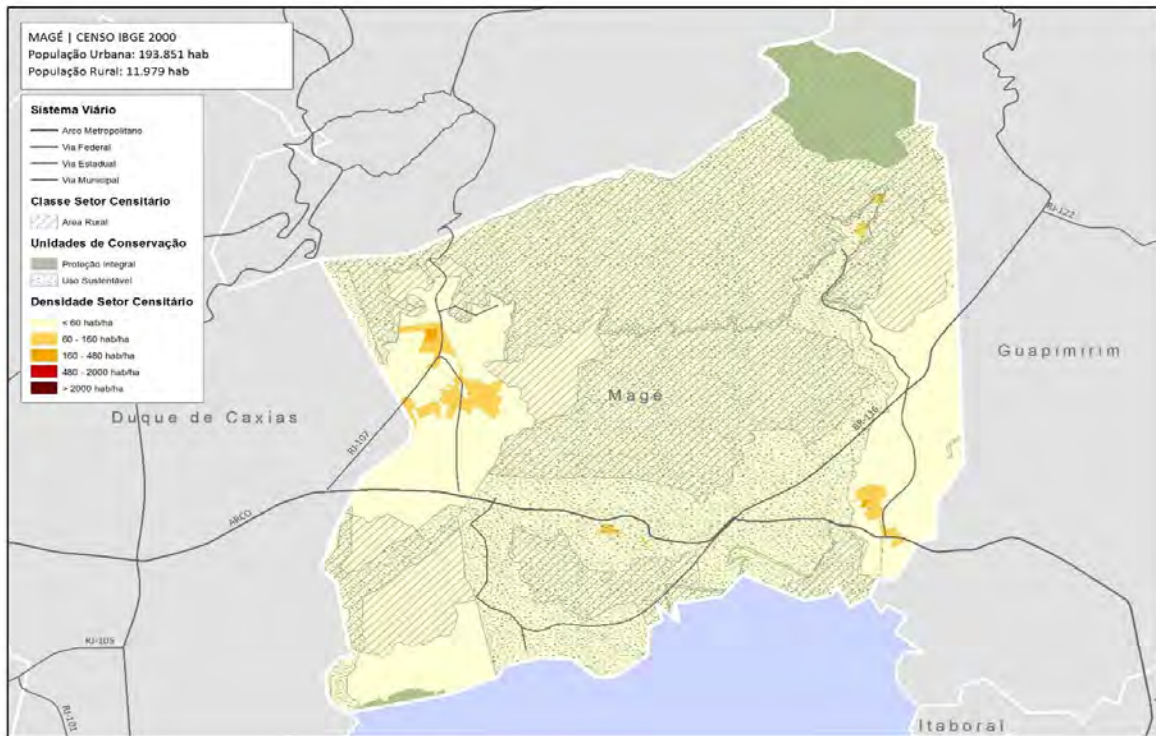 MAGÉ | CENSO IBGE 2000
População Urbana: 193.851 hab
População Rural: 11.979 hab
Sistema Viário
Arco Metropolitano
Via Federal
Via Estadual
Via Municipal
Classe Setor Censitário
Area Rural
Unidades de Conservação
Proteção Integral
Uso Sustentável
Densidade Setor Censitário
≤ 60 hab/ha
60 - 160 hab/ha
160 - 480 hab/ha
480 - 2000 hab/ha
> 2000 hab/ha
RJ-122
Guapimirim
Magé
Duque de Caxias
BR-116
RJ-107
ARCO
RJ-105
RJ-101
Itaboraí